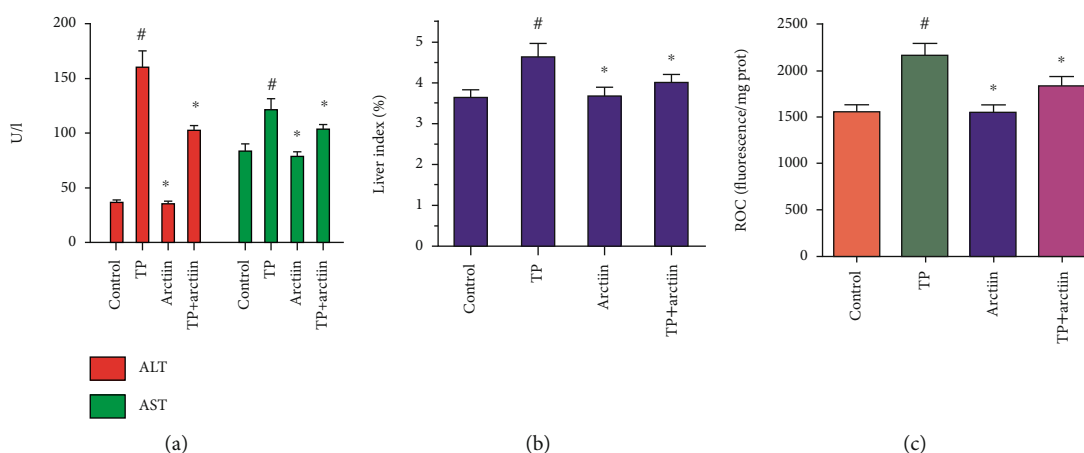 200
150
100
50
0
U/l
#
*
*
#
*
*
Control
TP
Arctiin
TP+arctiin
Control
TP
Arctiin
TP+arctiin
ALT
AST
(a)
5
4
3
2
1
0
Liver index (%)
#
*
*
Control
TP
Arctiin
TP+arctiin
(b)
2500
2000
1500
1000
500
0
ROC (fluorescence/mg prot)
#
*
*
Control
TP
Arctiin
TP+arctiin
(c)